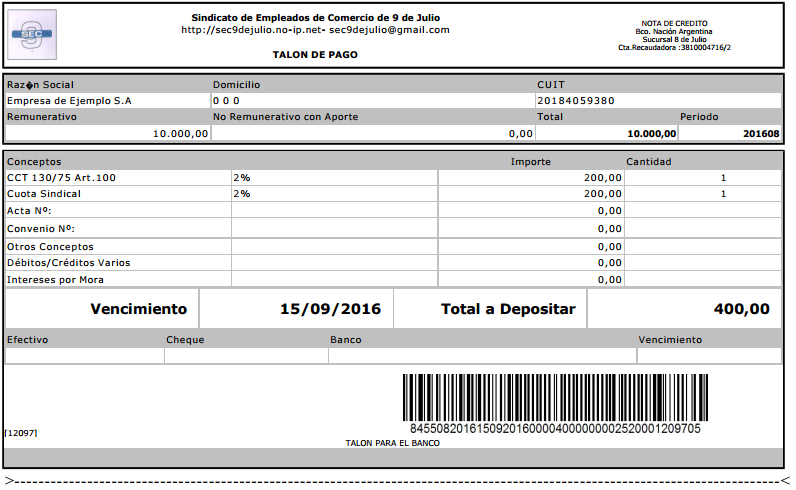 SEC
Sindicato de Empleados de Comercio de 9 de Julio
http://sec9dejulio.no-ip.net- sec9dejulio@gmail.com
TALON DE PAGO
NOTA DE CREDITO
Bco. Nación Argentina
Sucursal 8 de Julio
Cta.Recaudadora :3810004716/2
Raz�n Social Domicilio CUIT
Empresa de Ejemplo S.A 0 0 0 20184059380
Remunerativo No Remunerativo con Aporte Total Periodo
10.000,00 0,00 10.000,00 201608
Conceptos Importe Cantidad
CCT 130/75 Art.100 2% 200,00 1
Cuota Sindical 2% 200,00 1
Acta Nº: 0,00
Convenio Nº: 0,00
Otros Conceptos 0,00
Débitos/Créditos Varios 0,00
Intereses por Mora 0,00
Vencimiento 15/09/2016 Total a Depositar 400,00
Efectivo Cheque Banco Vencimiento
84550820161509201600004000000002520001209705
[12097]
TALON PARA EL BANCO